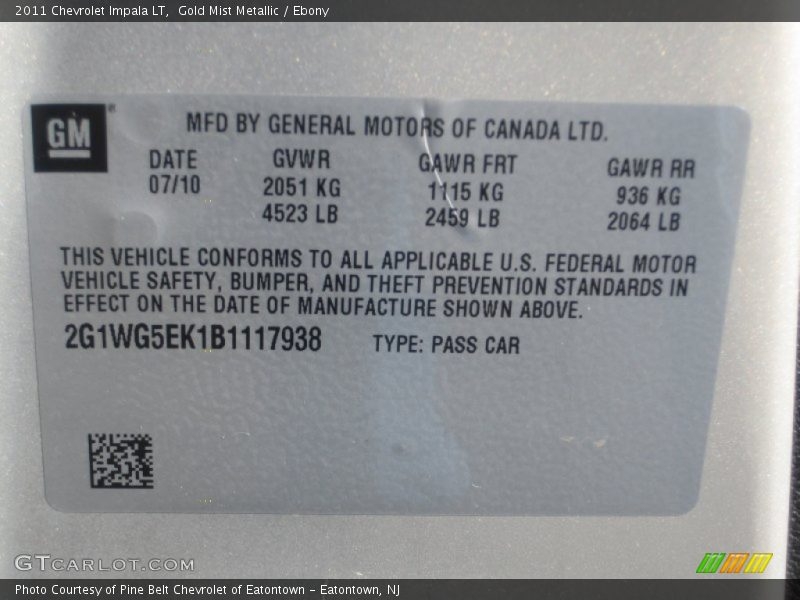 2011 Chevrolet Impala LT,  Gold Mist Metallic / Ebony
GM®
MFD BY GENERAL MOTORS OF CANADA LTD.
DATE GVWR GAWR FRT GAWR RR
07/10 2051 KG 1115 KG 936 KG
4523 LB 2459 LB 2064 LB
THIS VEHICLE CONFORMS TO ALL APPLICABLE U.S. FEDERAL MOTOR
VEHICLE SAFETY, BUMPER, AND THEFT PREVENTION STANDARDS IN
EFFECT ON THE DATE OF MANUFACTURE SHOWN ABOVE.
2G1WG5EK1B1117938 TYPE: PASS CAR
GTCARLOT.COM
Photo Courtesy of Pine Belt Chevrolet of Eatontown – Eatontown, NJ